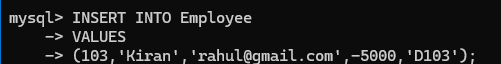 mysql> INSERT INTO Employee
    -> VALUES
    -> (103,'Kiran','rahul@gmail.com',-5000,'D103');